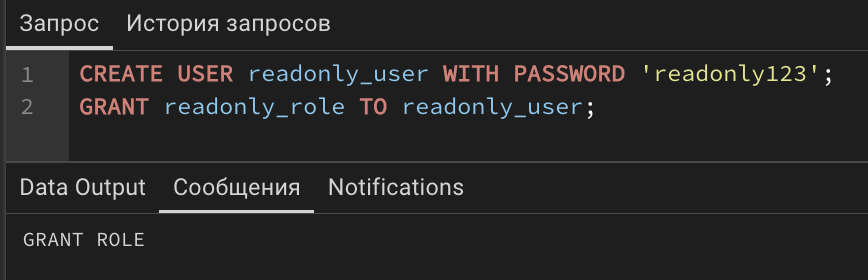 Запрос История запросов
1 CREATE USER readonly_user WITH PASSWORD 'readonly123';
2 GRANT readonly_role TO readonly_user;
Data Output Сообщения Notifications
GRANT ROLE